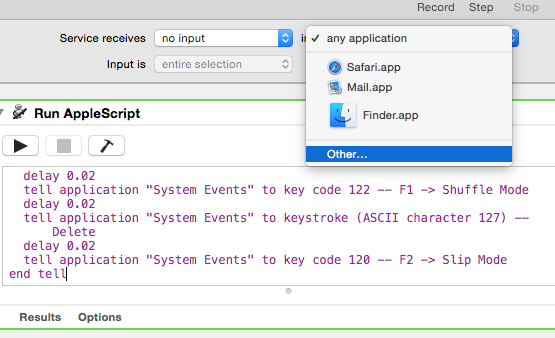 Record Step Stop
Service receives no input i any application
Safari.app
Input is entire selection
Mail.app
Finder.app
Other...
Run AppleScript
delay 0.02
tell application "System Events" to key code 122 -- F1 -> Shuffle Mode
delay 0.02
tell application "System Events" to keystroke (ASCII character 127) --
Delete
delay 0.02
tell application "System Events" to key code 120 -- F2 -> Slip Mode
end tell
Results Options